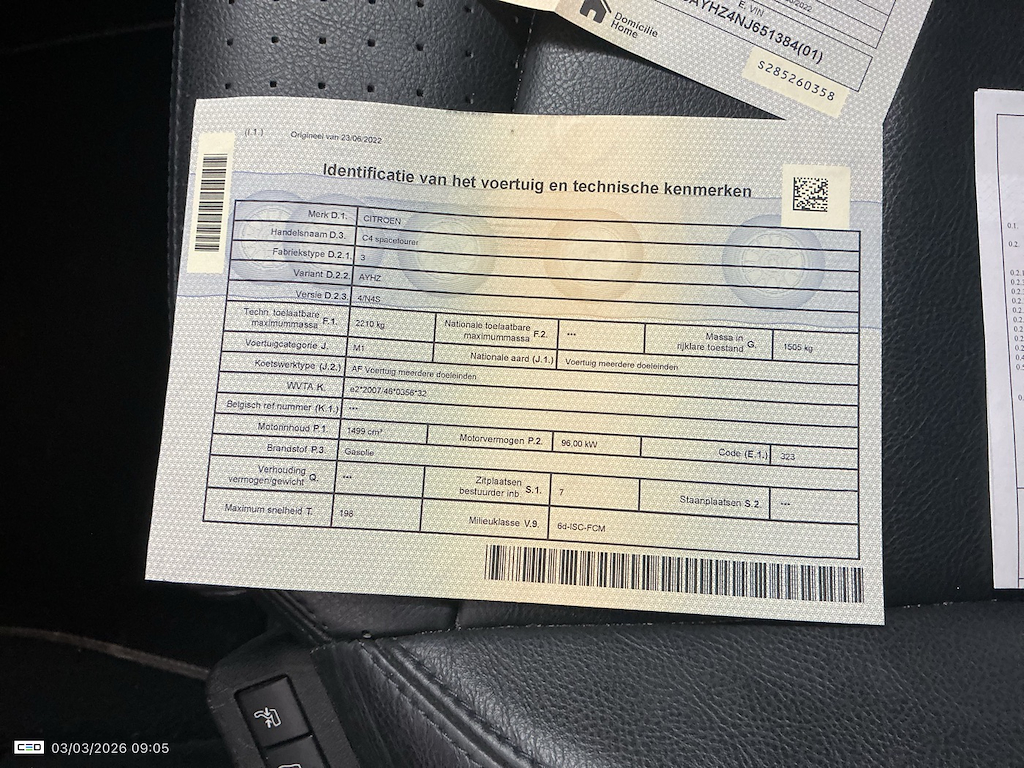 E. VIN
AYHZ4NJ651384(01)
Domicilie
Home
S285260358
(I.1.) Origineel van 23/06/2022
Identificatie van het voertuig en technische kenmerken
Merk D.1. CITROEN
Handelsnaam D.3. C4 spacetourer
Fabriekstype D.2.1. 3
Variant D.2.2. AYHZ
Versie D.2.3. 4/N4S
Techn. toelaatbare maximummassa F.1. 2210 kg Nationale toelaatbare maximummassa F.2. --- Massa in rijklare toestand G. 1505 kg
Voertuigcategorie J. M1 Nationale aard (J.1.) Voertuig meerdere doeleinden
Koetswerktype (J.2.) AF Voertuig meerdere doeleinden
WVTA K. e2*2007/46*0356*32
Belgisch ref nummer (K.1.) ---
Motorinhoud P.1. 1499 cm³ Motorvermogen P.2. 96,00 kW Code (E.1.) 323
Brandstof P.3. Gasolie
Verhouding vermogen/gewicht Q. --- Zitplaatsen bestuurder inb. S.1. 7 Staanplaatsen S.2. ---
Maximum snelheid T. 198 Milieuklasse V.9. 6d-ISC-FCM
0.1.
0.2.
CEO 03/03/2026 09:05